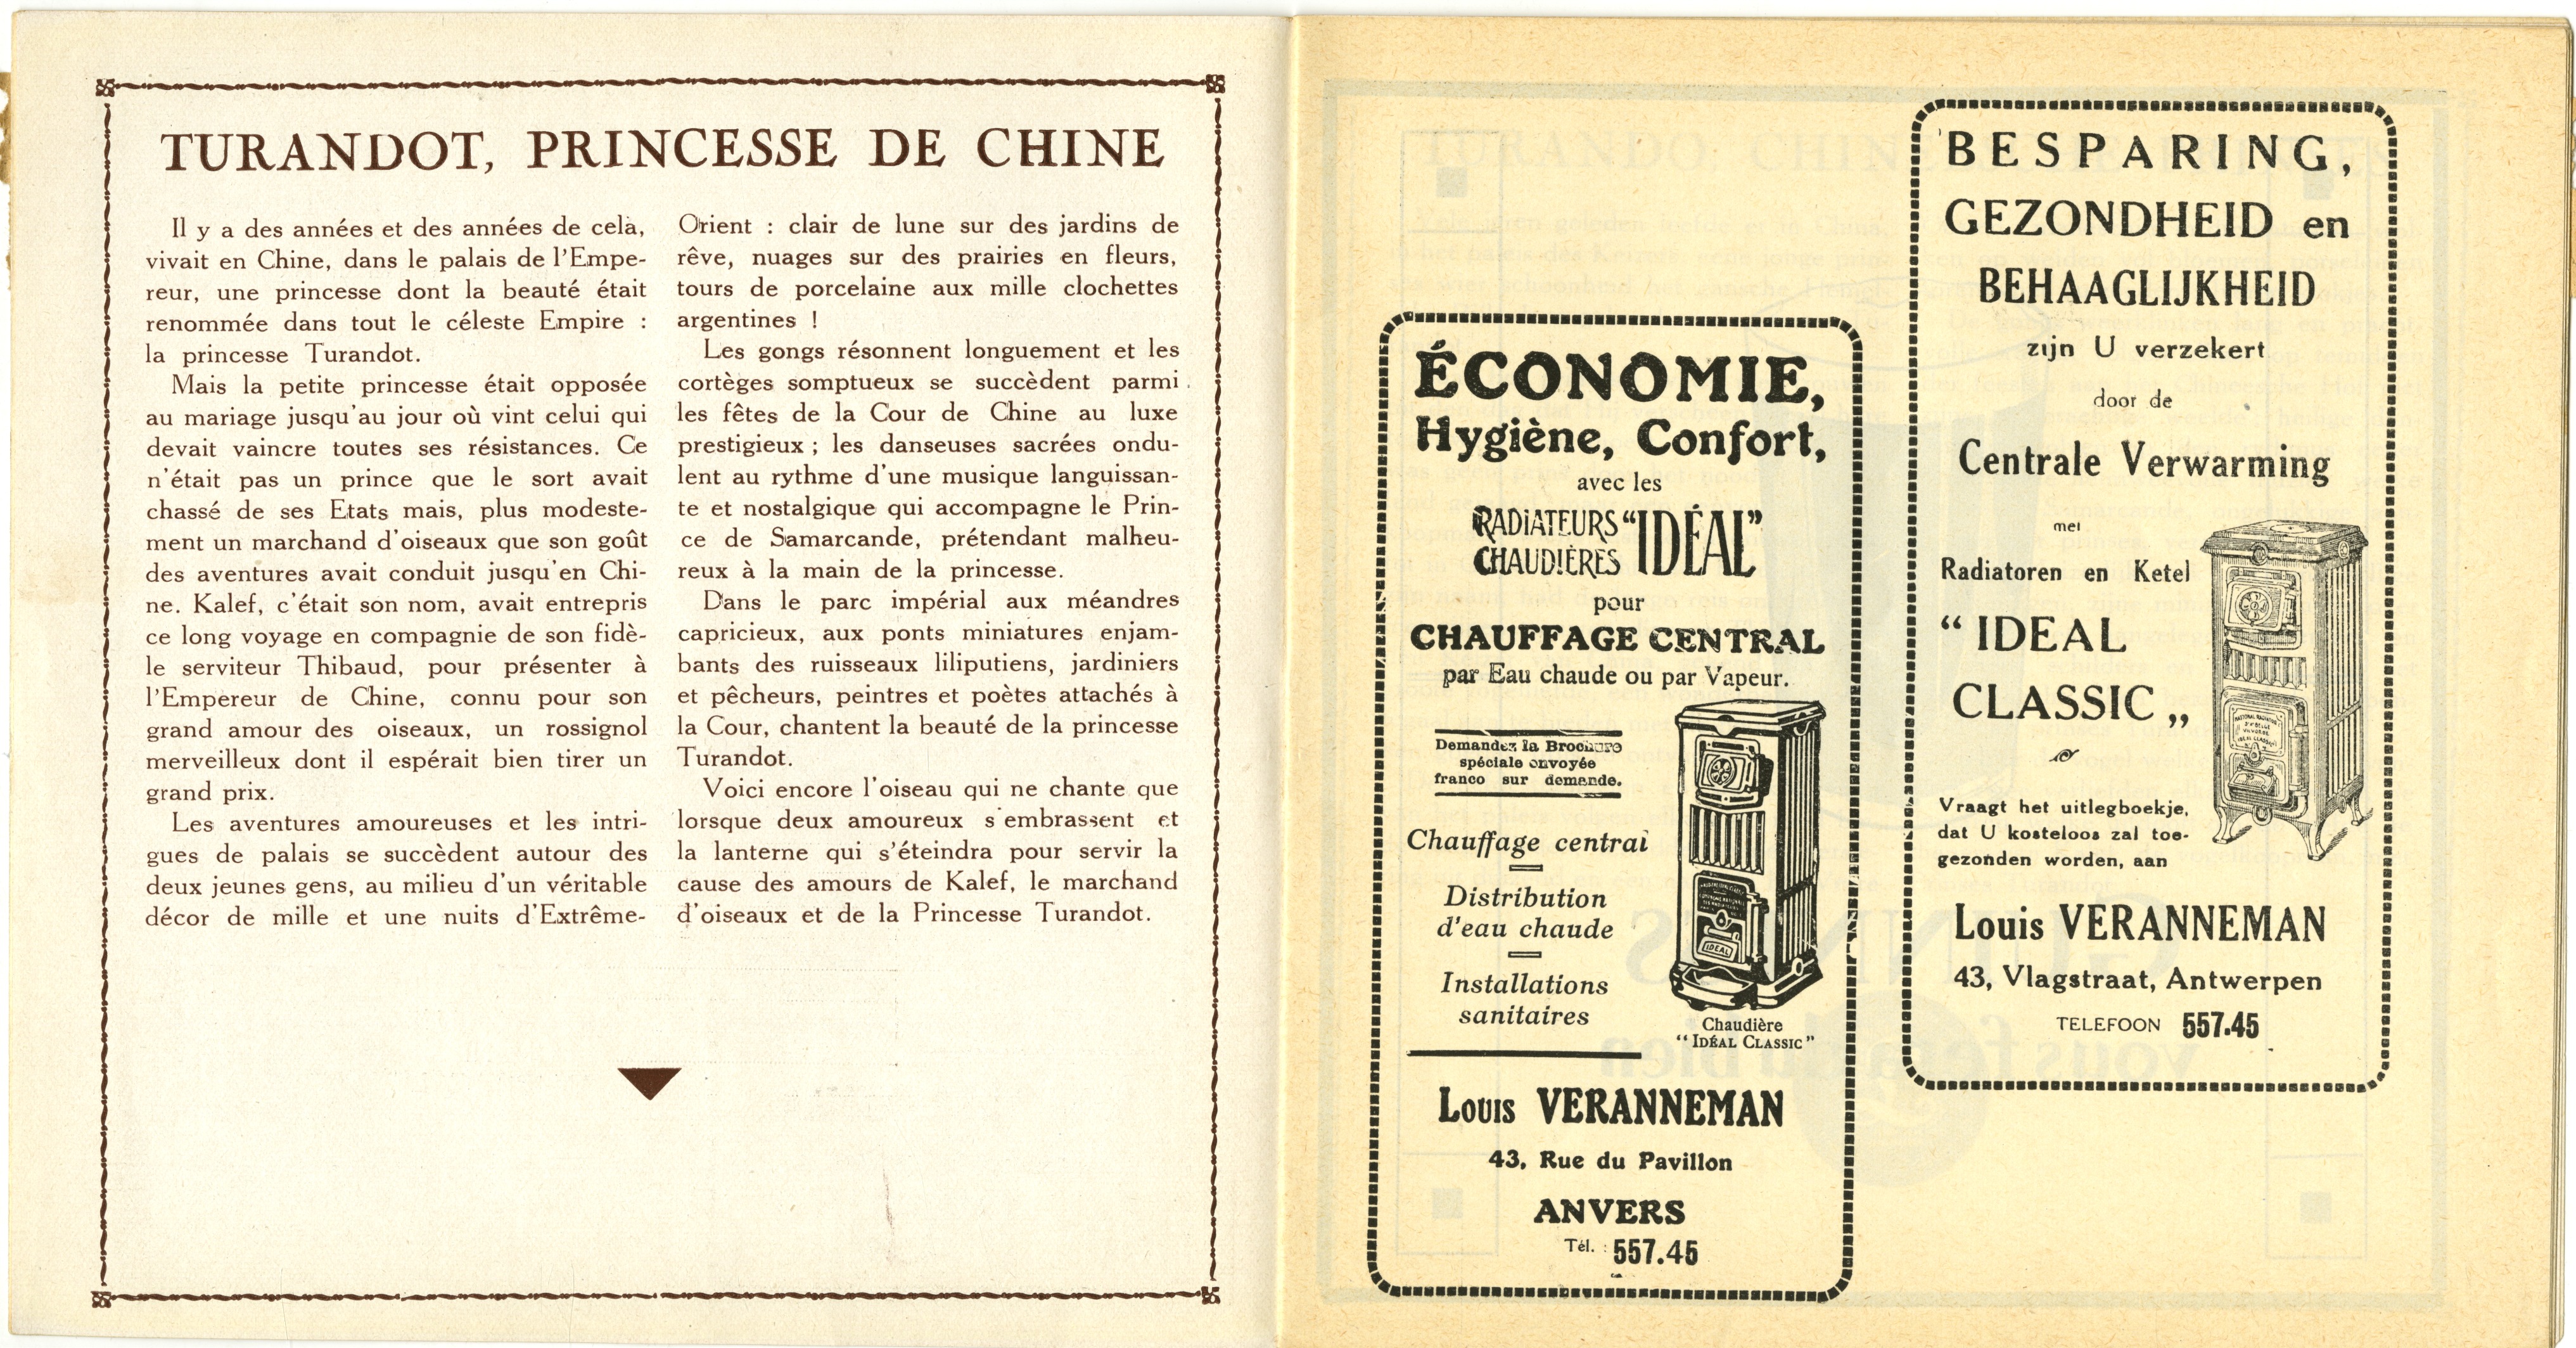 TURANDOT, PRINCESSE DE CHINE
Il y a des années et des années de celà,
vivait en Chine, dans le palais de l'Empe-
reur, une princesse dont la beauté était
renommée dans tout le céleste Empire :
la princesse Turandot.
Mais la petite princesse était opposée
au mariage jusqu'au jour où vint celui qui
devait vaincre toutes ses résistances. Ce
n'était pas un prince que le sort avait
chassé de ses Etats mais, plus modeste-
ment un marchand d'oiseaux que son goût
des aventures avait conduit jusqu'en Chi-
ne. Kalef, c'était son nom, avait entrepris
ce long voyage en compagnie de son fidè-
le serviteur Thibaud, pour présenter à
l'Empereur de Chine, connu pour son
grand amour des oiseaux, un rossignol
merveilleux dont il espérait bien tirer un
grand prix.
Les aventures amoureuses et les intri-
gues de palais se succèdent autour des
deux jeunes gens, au milieu d'un véritable
décor de mille et une nuits d'Extrême-
Orient : clair de lune sur des jardins de
rêve, nuages sur des prairies en fleurs,
tours de porcelaine aux mille clochettes
argentines !
Les gongs résonnent longuement et les
cortèges somptueux se succèdent parmi
les fêtes de la Cour de Chine au luxe
prestigieux ; les danseuses sacrées ondu-
lent au rythme d'une musique languissan-
te et nostalgique qui accompagne le Prin-
ce de Samarcande, prétendant malheu-
reux à la main de la princesse.
Dans le parc impérial aux méandres
capricieux, aux ponts miniatures enjam-
bants des ruisseaux liliputiens, jardiniers
et pêcheurs, peintres et poètes attachés à
la Cour, chantent la beauté de la princesse
Turandot.
Voici encore l'oiseau qui ne chante que
lorsque deux amoureux s'embrassent et
la lanterne qui s'éteindra pour servir la
cause des amours de Kalef, le marchand
d'oiseaux et de la Princesse Turandot.
ÉCONOMIE,
Hygiène, Confort,
avec les
RADIATEURS
CHAUDIÈRES
"IDÉAL"
pour
CHAUFFAGE CENTRAL
par Eau chaude ou par Vapeur.
Demandez la Brochure
spéciale envoyée
franco sur demande.
Chauffage central
Distribution
d'eau chaude
Installations
sanitaires
IDEAL
Chaudière
"IDÉAL CLASSIC"
Louis VERANNEMAN
43, Rue du Pavillon
ANVERS
Tél. : 557.45
BESPARING,
GEZONDHEID en
BEHAAGLIJKHEID
zijn U verzekert
door de
Centrale Verwarming
met
Radiatoren en Ketel
"IDEAL
CLASSIC„
Vraagt het uitlegboekje,
dat U kosteloos zal toe-
gezonden worden, aan
Louis VERANNEMAN
43, Vlagstraat, Antwerpen
TELEFOON 557.45